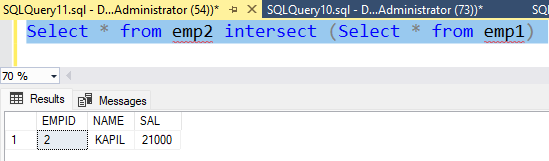 SQLQuery11.sql - D...Administrator (54))* SQLQuery10.sql - D...Administrator (73))*
Select * from emp2 intersect (Select * from emp1)
70 %
Results Messages
EMPID NAME SAL
1 2 KAPIL 21000